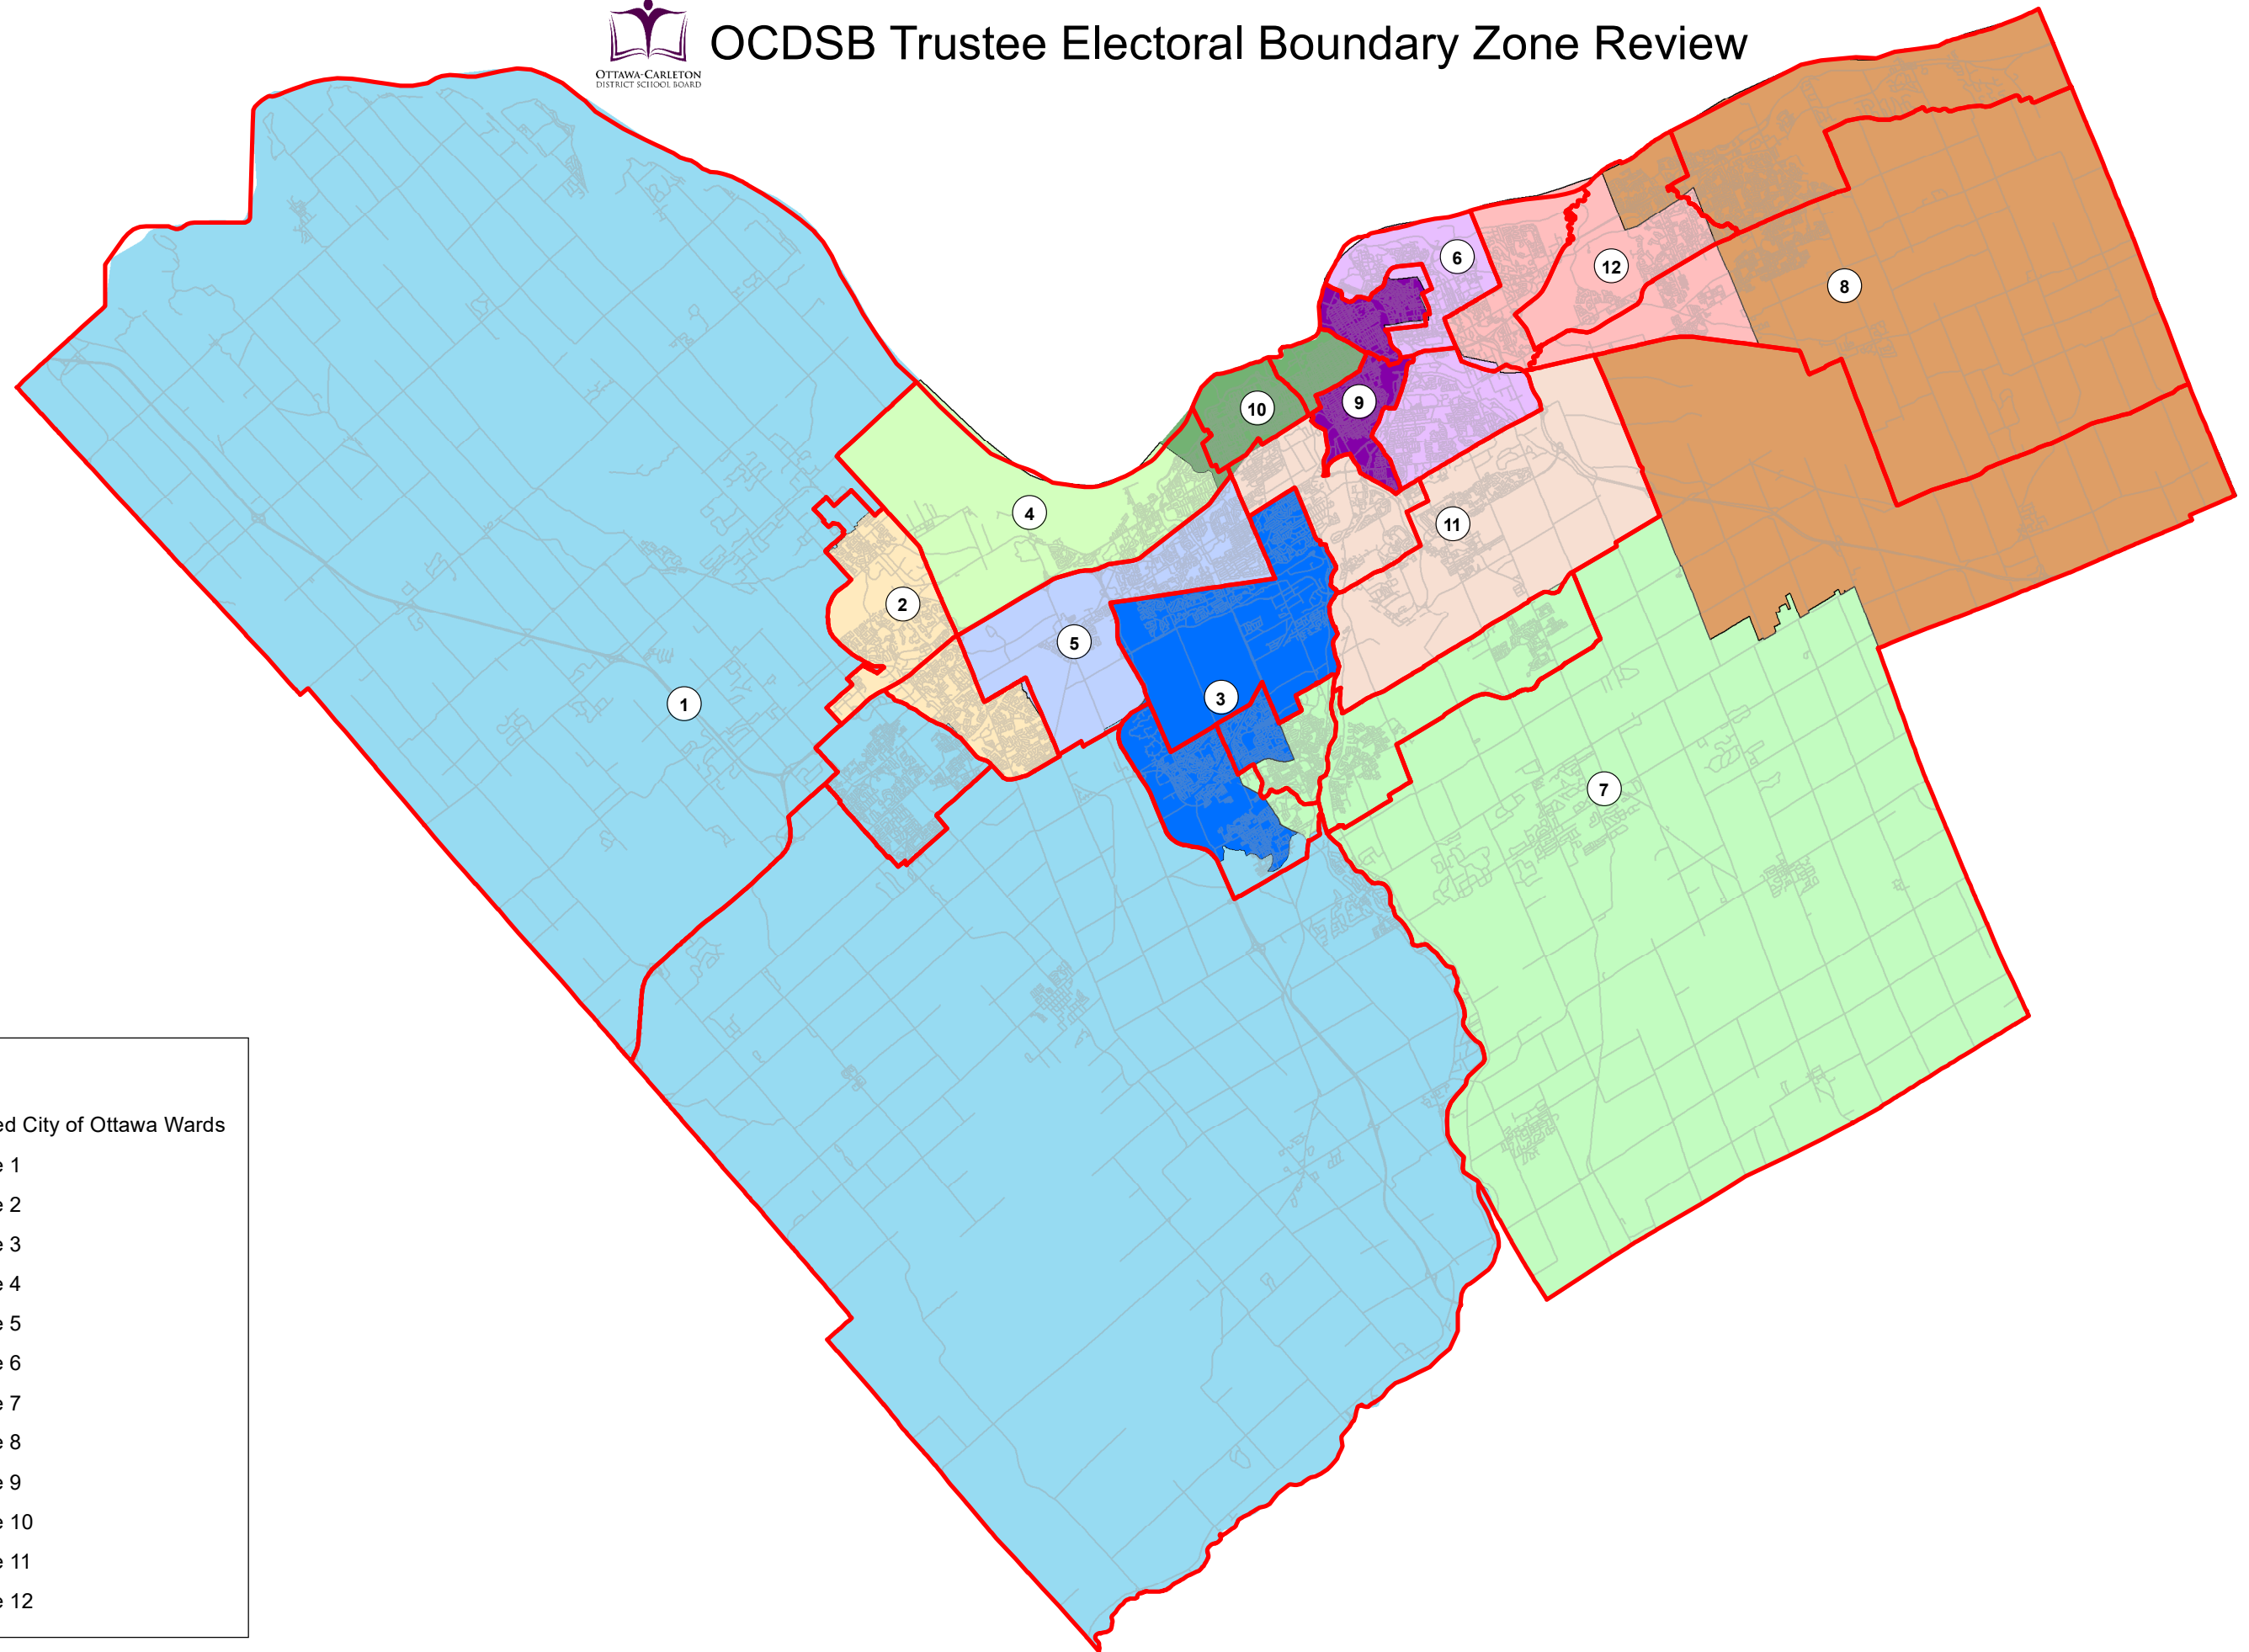 OCDSB Trustee Electoral Boundary Zone Review
OTTAWA-CARLETON
DISTRICT SCHOOL BOARD
6
12
8
10
9
4
11
2
5
3
1
7
ed City of Ottawa Wards
e 1
e 2
e 3
e 4
e 5
e 6
e 7
e 8
e 9
e 10
e 11
e 12